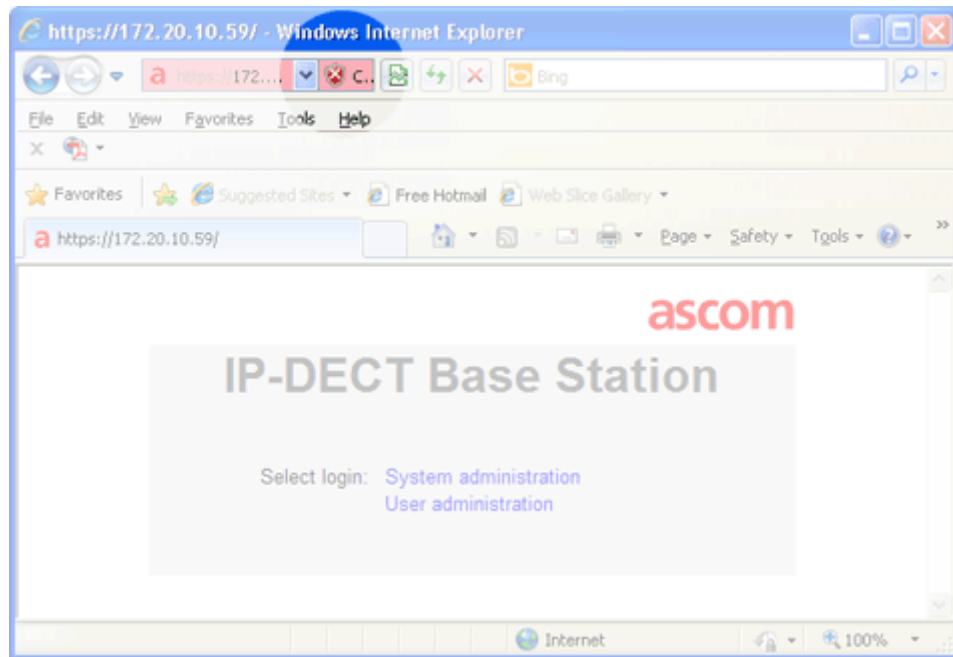 https://172.20.10.59/ - Windows Internet Explorer
https://172.... C.. Bing
File Edit View Favorites Tools Help
Favorites Suggested Sites Free Hotmail Web Slice Gallery
https://172.20.10.59/ Page Safety Tools
ascom
IP-DECT Base Station
Select login: System administration
User administration
Internet 100%